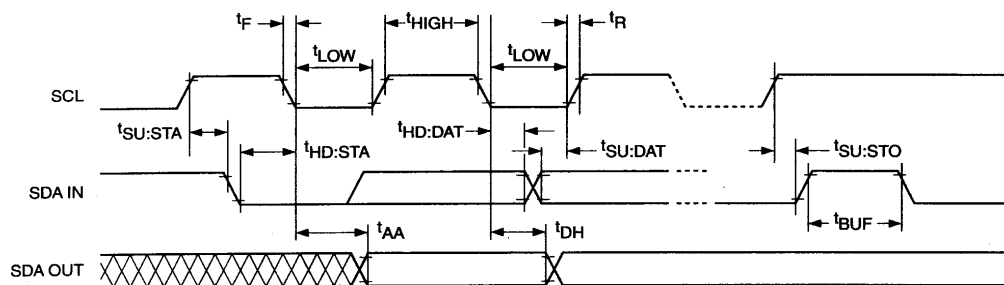 tF
tHIGH
tR
tLOW
tLOW
SCL
tSU:STA
tHD:STA
tHD:DAT
tSU:DAT
tSU:STO
SDA IN
tAA
tDH
tBUF
SDA OUT